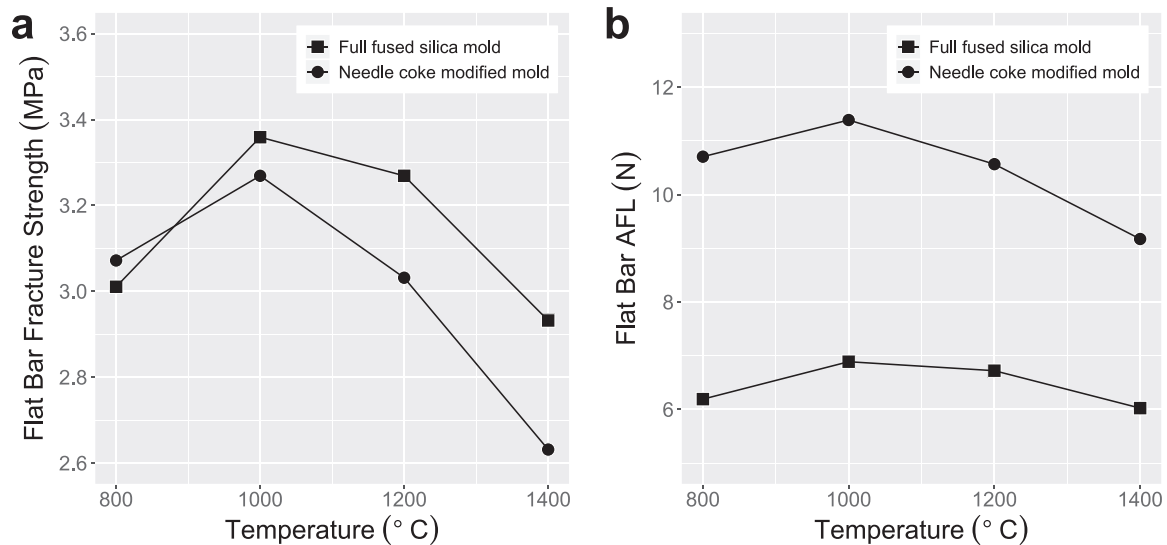 a
Full fused silica mold
Needle coke modified mold
Flat Bar Fracture Strength (MPa)
3.6
3.4
3.2
3.0
2.8
2.6
800
1000
1200
1400
Temperature (° C)
b
Full fused silica mold
Needle coke modified mold
Flat Bar AFL (N)
12
10
8
6
800
1000
1200
1400
Temperature (° C)